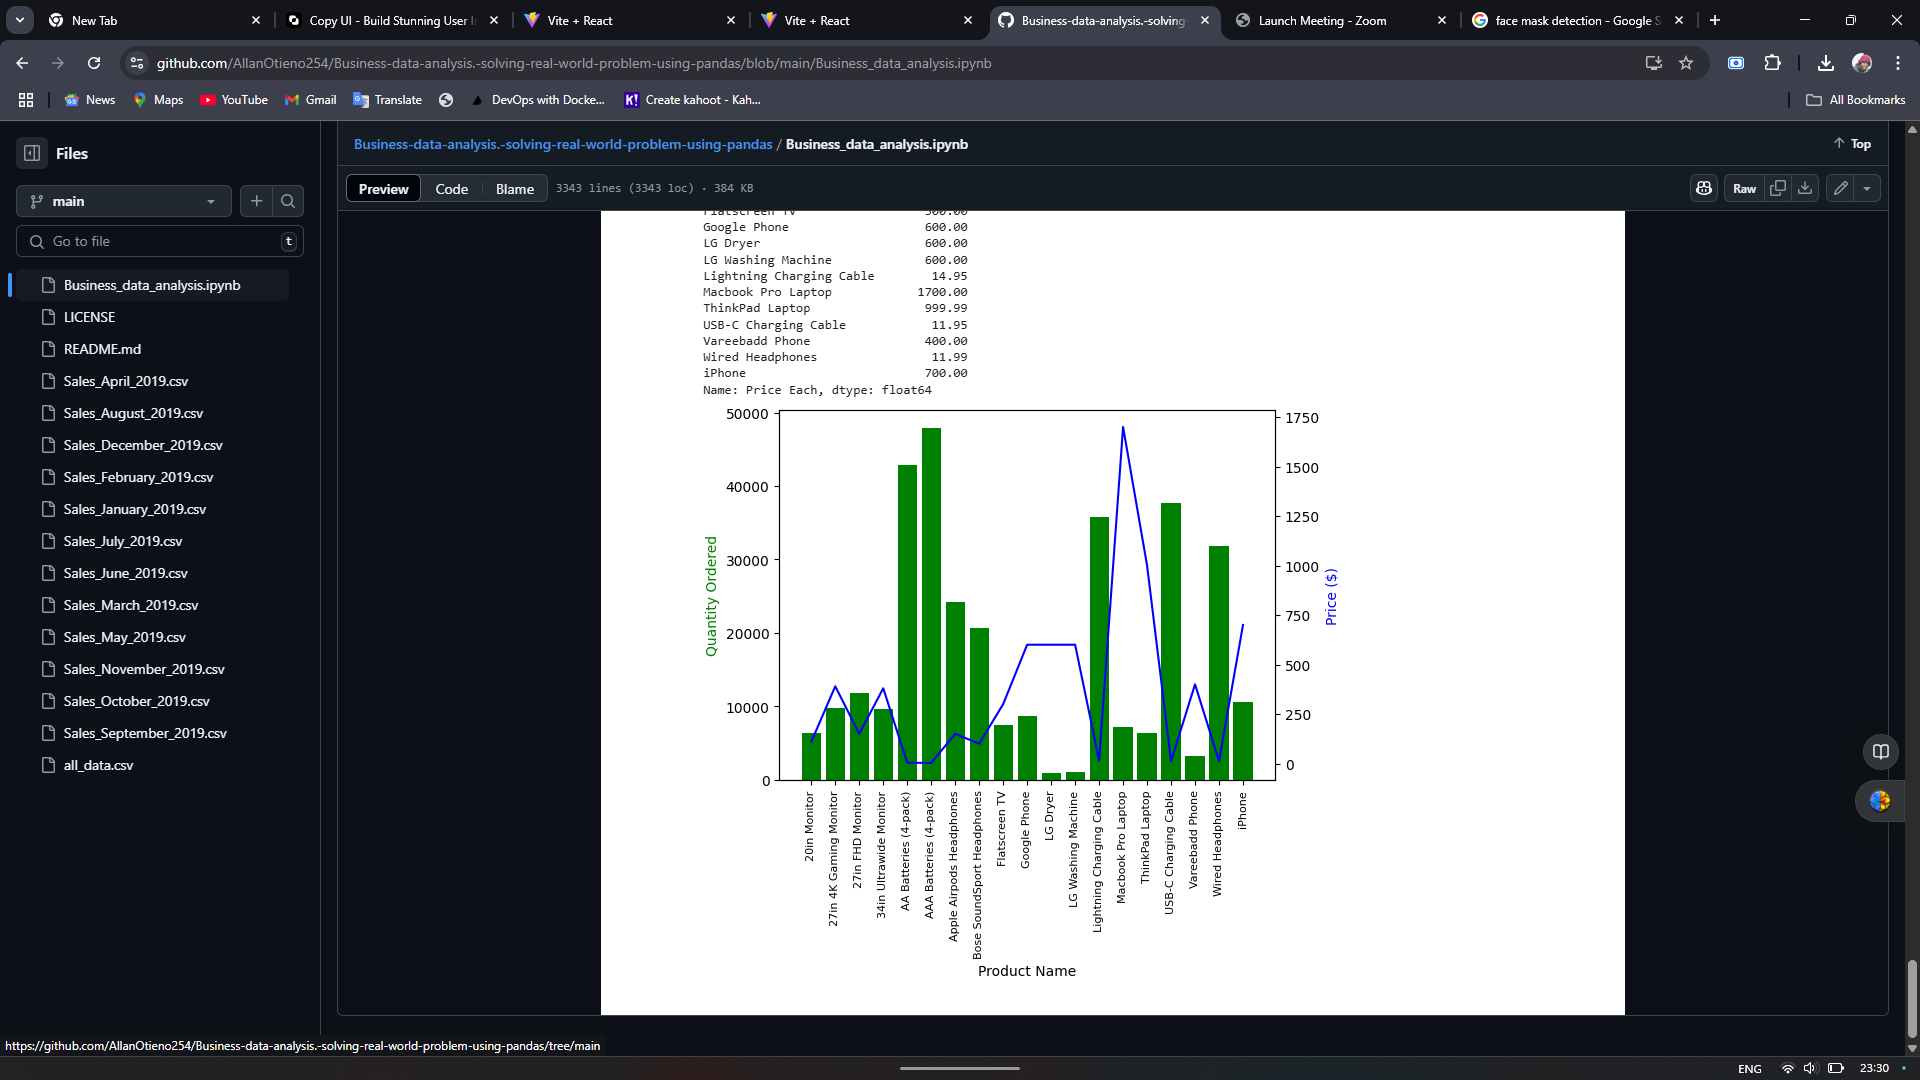 New Tab
Copy UI - Build Stunning User I
Vite + React
Vite + React
Business-data-analysis.-solving
Launch Meeting - Zoom
face mask detection - Google S
github.com/AllanOtieno254/Business-data-analysis.-solving-real-world-problem-using-pandas/blob/main/Business_data_analysis.ipynb
News
Maps
YouTube
Gmail
Translate
DevOps with Docke...
K!
Create kahoot - Kah...
All Bookmarks
Files
Business-data-analysis.-solving-real-world-problem-using-pandas / Business_data_analysis.ipynb
Top
main
Preview
Code
Blame
3343 lines (3343 loc) · 384 KB
Raw
Go to file
t
Business_data_analysis.ipynb
LICENSE
README.md
Sales_April_2019.csv
Sales_August_2019.csv
Sales_December_2019.csv
Sales_February_2019.csv
Sales_January_2019.csv
Sales_July_2019.csv
Sales_June_2019.csv
Sales_March_2019.csv
Sales_May_2019.csv
Sales_November_2019.csv
Sales_October_2019.csv
Sales_September_2019.csv
all_data.csv
Flatscreen TV 300.00
Google Phone 600.00
LG Dryer 600.00
LG Washing Machine 600.00
Lightning Charging Cable 14.95
Macbook Pro Laptop 1700.00
ThinkPad Laptop 999.99
USB-C Charging Cable 11.95
Vareebadd Phone 400.00
Wired Headphones 11.99
iPhone 700.00
Name: Price Each, dtype: float64
50000
40000
30000
20000
10000
0
Quantity Ordered
1750
1500
1250
1000
750
500
250
0
Price ($)
20in Monitor
27in 4K Gaming Monitor
27in FHD Monitor
34in Ultrawide Monitor
AA Batteries (4-pack)
AAA Batteries (4-pack)
Apple Airpods Headphones
Bose SoundSport Headphones
Flatscreen TV
Google Phone
LG Dryer
LG Washing Machine
Lightning Charging Cable
Macbook Pro Laptop
ThinkPad Laptop
USB-C Charging Cable
Vareebadd Phone
Wired Headphones
iPhone
Product Name
https://github.com/AllanOtieno254/Business-data-analysis.-solving-real-world-problem-using-pandas/tree/main
ENG
23:30